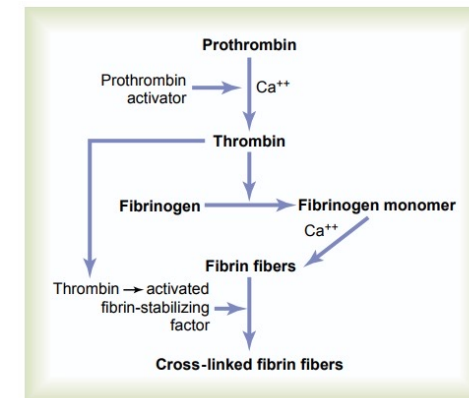 Prothrombin
Prothrombin
activator
Ca++
Thrombin
Fibrinogen
Fibrinogen monomer
Ca++
Fibrin fibers
Thrombin → activated
fibrin-stabilizing
factor
Cross-linked fibrin fibers